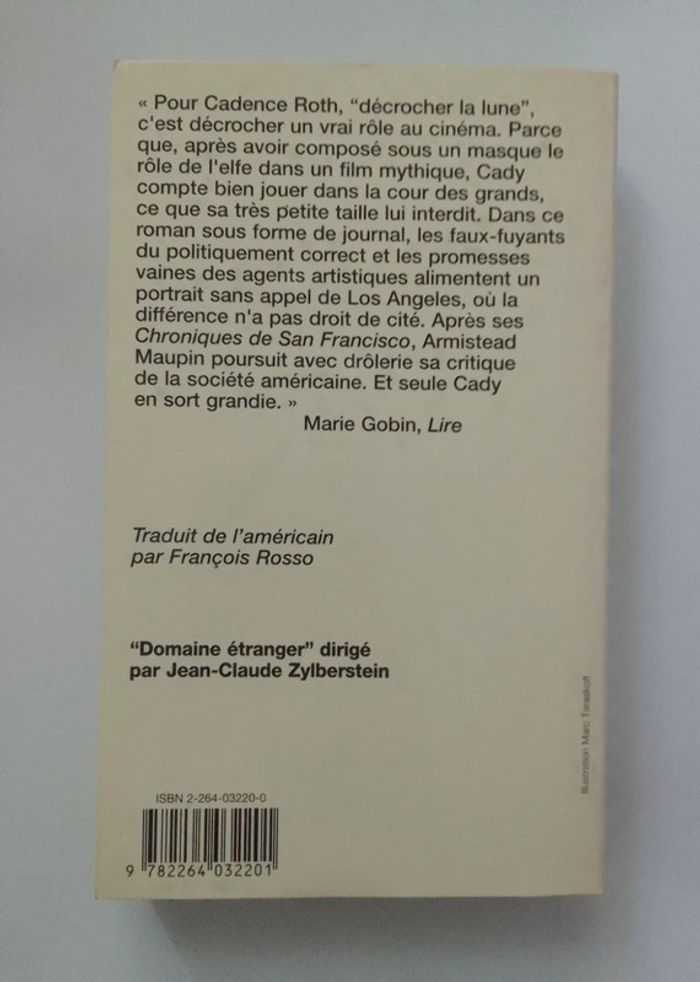 « Pour Cadence Roth, “décrocher la lune”,
c'est décrocher un vrai rôle au cinéma. Parce
que, après avoir composé sous un masque le
rôle de l'elfe dans un film mythique, Cady
compte bien jouer dans la cour des grands,
ce que sa très petite taille lui interdit. Dans ce
roman sous forme de journal, les faux-fuyants
du politiquement correct et les promesses
vaines des agents artistiques alimentent un
portrait sans appel de Los Angeles, où la
différence n'a pas droit de cité. Après ses
Chroniques de San Francisco, Armistead
Maupin poursuit avec drôlerie sa critique
de la société américaine. Et seule Cady
en sort grandie. »
Marie Gobin, Lire
Traduit de l’américain
par François Rosso
“Domaine étranger” dirigé
par Jean-Claude Zylberstein
Illustration Marc Taraskoff
ISBN 2-264-03220-0
9 782264 032201